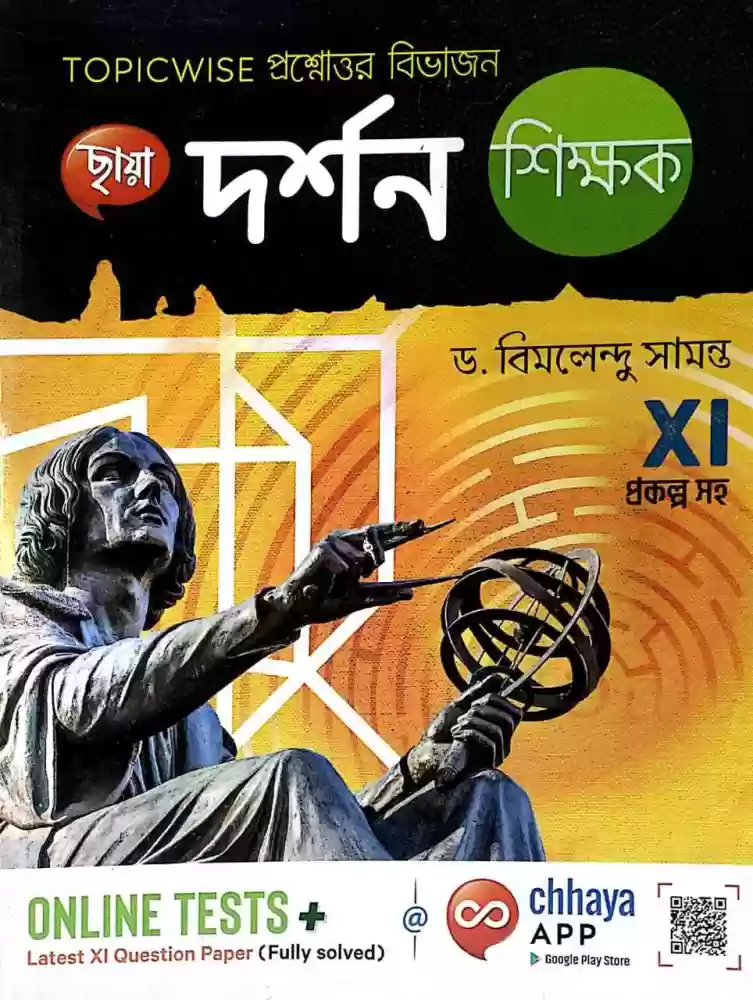 TOPICWISE প্রশ্নোত্তর বিভাজন
ছায়া দর্শন শিক্ষক
ড. বিমলেন্দু সামন্ত
XI
প্রকল্প সহ
ONLINE TESTS +
Latest XI Question Paper (Fully solved)
@
chhaya
APP
Google Play Store